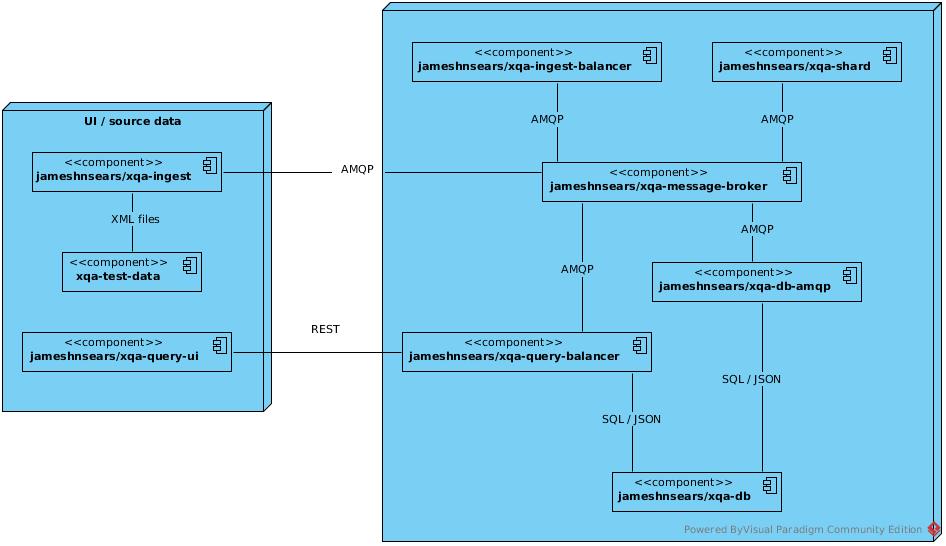 UI / source data
<<component>>
jameshnsears/xqa-ingest
XML files
<<component>>
xqa-test-data
<<component>>
jameshnsears/xqa-query-ui
AMQP
REST
<<component>>
jameshnsears/xqa-ingest-balancer
<<component>>
jameshnsears/xqa-shard
AMQP
AMQP
<<component>>
jameshnsears/xqa-message-broker
AMQP
AMQP
<<component>>
jameshnsears/xqa-db-amqp
<<component>>
jameshnsears/xqa-query-balancer
SQL / JSON
SQL / JSON
<<component>>
jameshnsears/xqa-db
Powered ByVisual Paradigm Community Edition